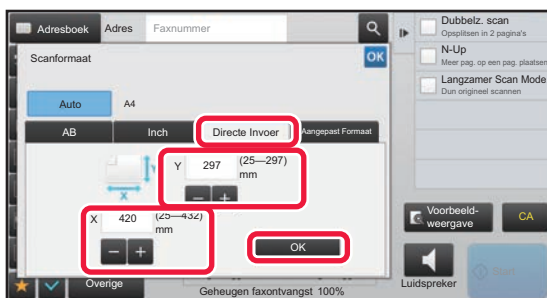 Adresboek
Adres
Faxnummer
Scanformaat
OK
Auto
A4
AB
Inch
Directe Invoer
Aangepast Formaat
Y
Y 297 (25—297)
mm
X
X 420 (25—432)
mm
OK
Overige
Geheugen faxontvangst 100%
Dubbelz. scan
Opsplitsen in 2 pagina's
N-Up
Meer pag. op een pag. plaatsen
Langzamer Scan Mode
Dun origineel scannen
Voorbeeld-
weergave
CA
Luidspreker
Start